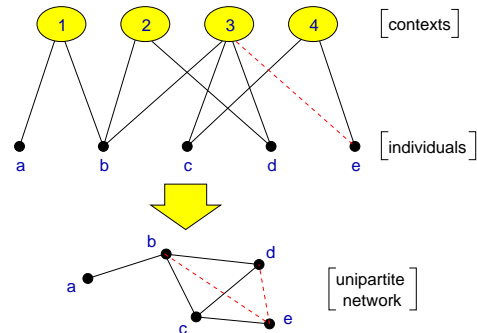 1 2 3 4 contexts
a b c d e individuals
b d
a
c e
unipartite
network